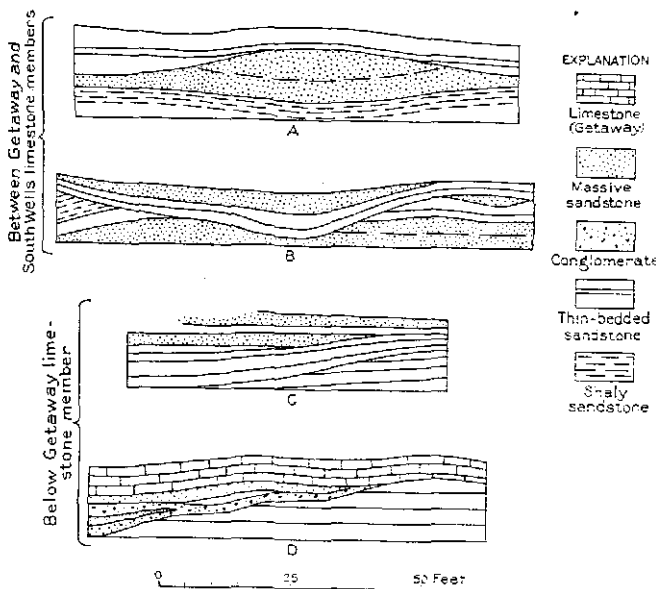 Between Getaway and
Southwells limestone members
A
B
Below Getaway lime-
stone member
C
D
0 25 50 Feet
EXPLANATION
Limestone
(Getaway)
Massive
sandstone
Conglomerate
Thin-bedded
sandstone
Shaly
sandstone